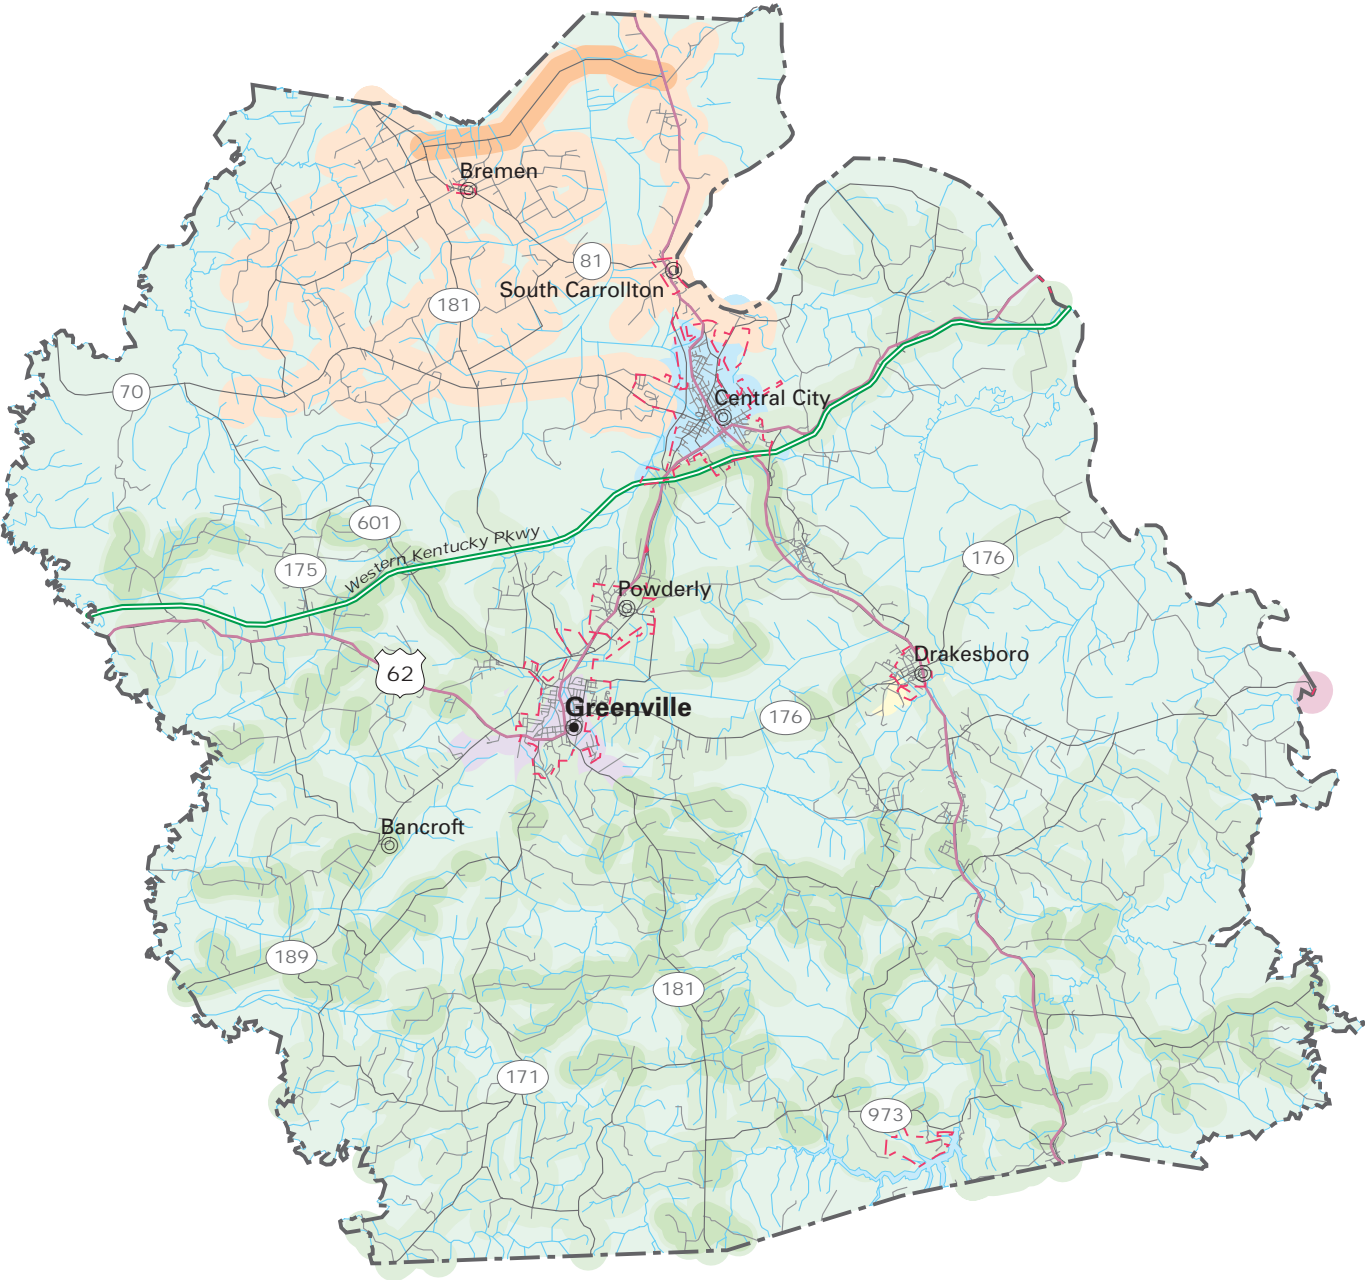 Bremen
81
South Carrollton
181
70
Central City
601
Western Kentucky Pkwy
176
175
Powderly
Drakesboro
62
Greenville
176
Bancroft
189
181
171
973